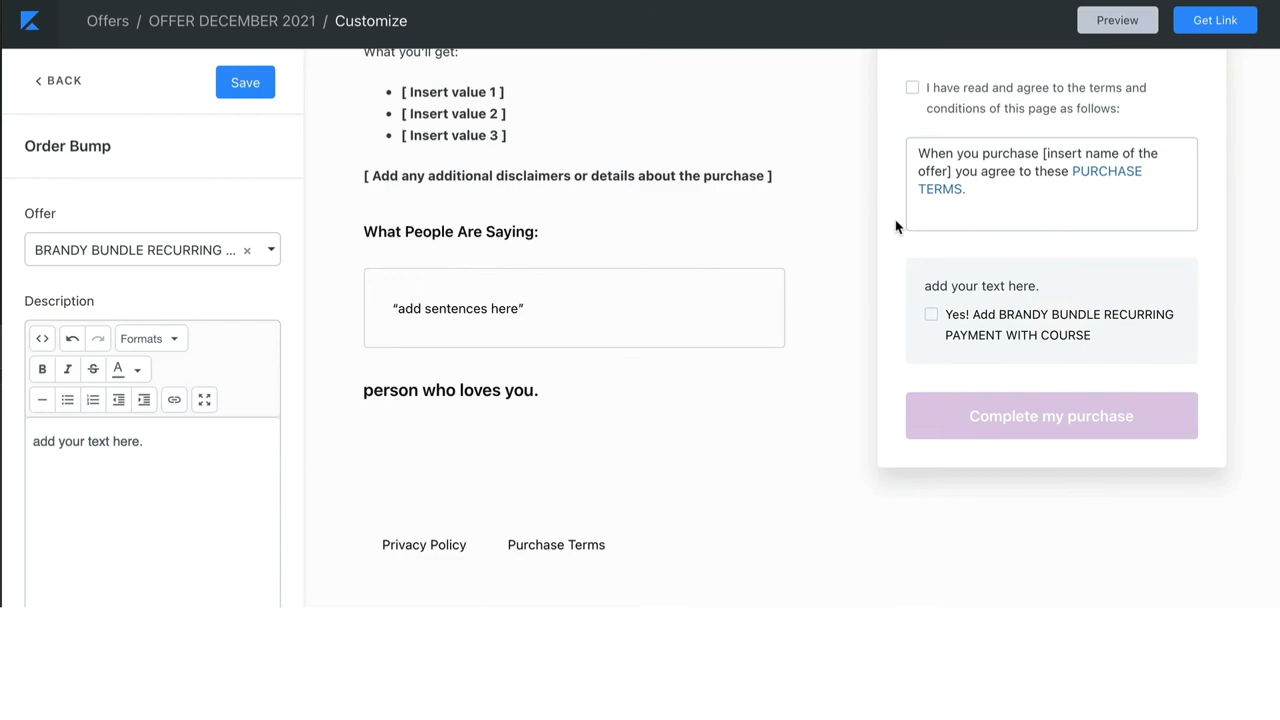 Offers / OFFER DECEMBER 2021 / Customize
Preview
Get Link
BACK
Save
Order Bump
Offer
BRANDY BUNDLE RECURRING ...
Description
Formats
B I S A
add your text here.
What you'll get:
[ Insert value 1 ]
[ Insert value 2 ]
[ Insert value 3 ]
[ Add any additional disclaimers or details about the purchase ]
What People Are Saying:
“add sentences here”
person who loves you.
Privacy Policy
Purchase Terms
I have read and agree to the terms and
conditions of this page as follows:
When you purchase [insert name of the
offer] you agree to these PURCHASE
TERMS.
add your text here.
Yes! Add BRANDY BUNDLE RECURRING
PAYMENT WITH COURSE
Complete my purchase